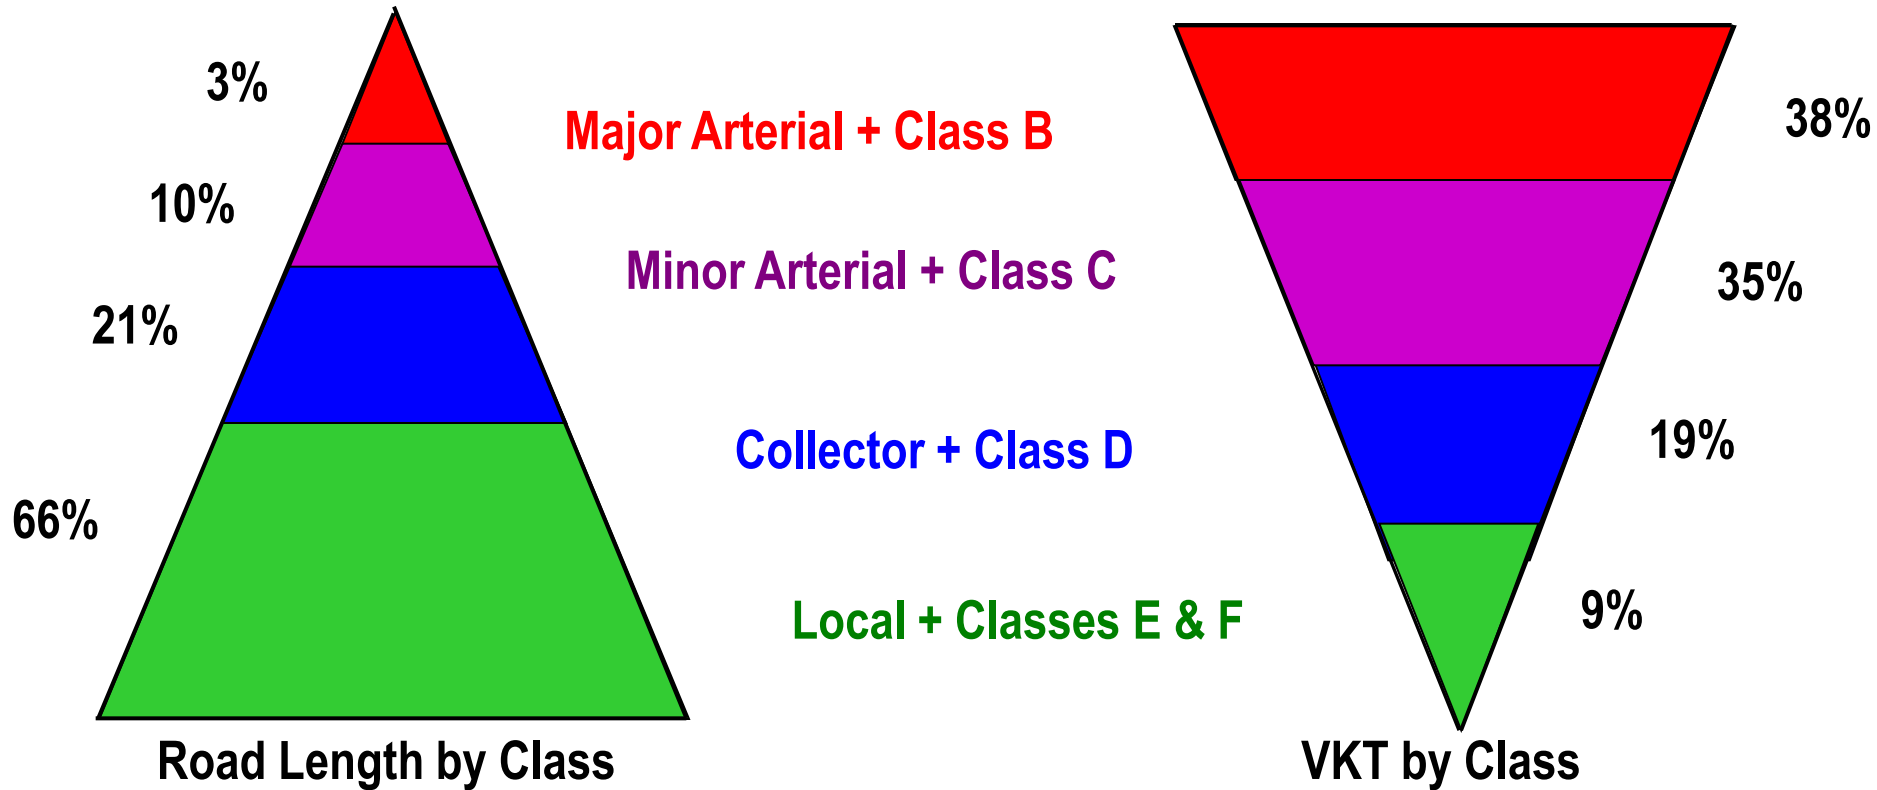 3%
Major Arterial + Class B
38%
10%
Minor Arterial + Class C
35%
21%
Collector + Class D
19%
66%
Local + Classes E & F
9%
Road Length by Class
VKT by Class